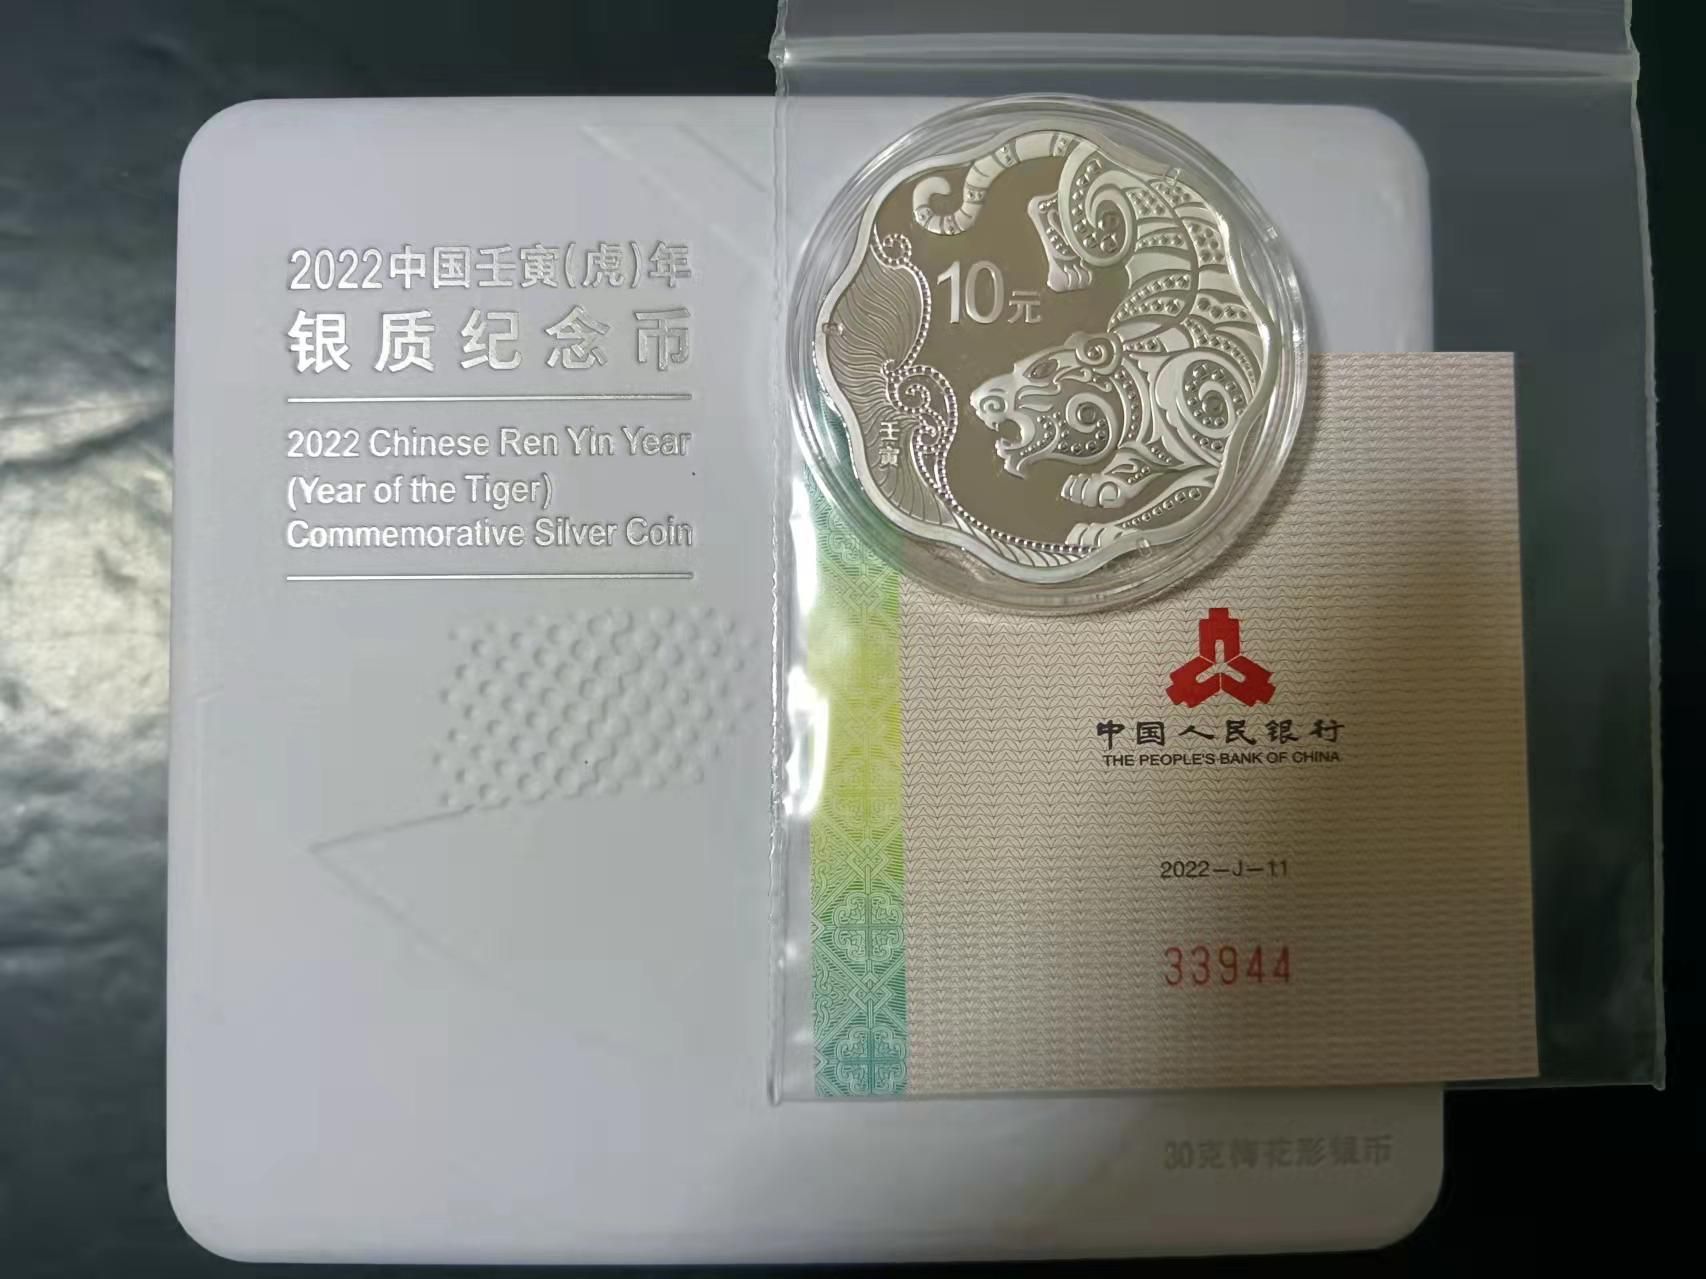 2022中国壬寅(虎)年
银质纪念币
2022 Chinese Ren Yin Year
(Year of the Tiger)
Commemorative Silver Coin
10元
壬寅
中国人民银行
THE PEOPLE'S BANK OF CHINA
2022-J-11
33944
30克梅花形银币